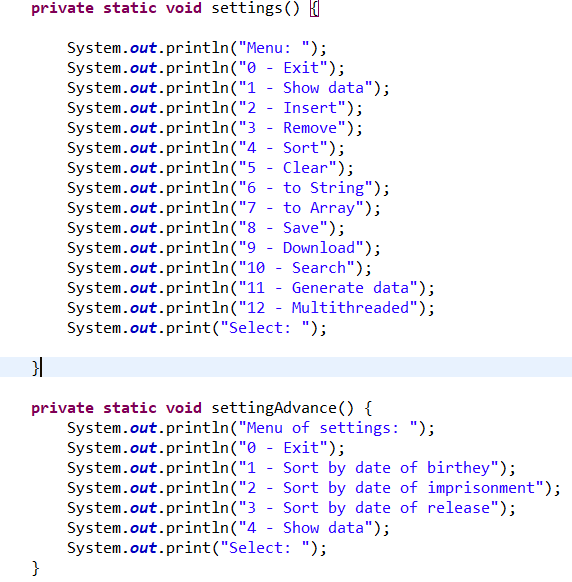 private static void settings() {
System.out.println("Menu: ");
System.out.println("0 - Exit");
System.out.println("1 - Show data");
System.out.println("2 - Insert");
System.out.println("3 - Remove");
System.out.println("4 - Sort");
System.out.println("5 - Clear");
System.out.println("6 - to String");
System.out.println("7 - to Array");
System.out.println("8 - Save");
System.out.println("9 - Download");
System.out.println("10 - Search");
System.out.println("11 - Generate data");
System.out.println("12 - Multithreaded");
System.out.print("Select: ");
}
private static void settingAdvance() {
System.out.println("Menu of settings: ");
System.out.println("0 - Exit");
System.out.println("1 - Sort by date of birthey");
System.out.println("2 - Sort by date of imprisonment");
System.out.println("3 - Sort by date of release");
System.out.println("4 - Show data");
System.out.print("Select: ");
}